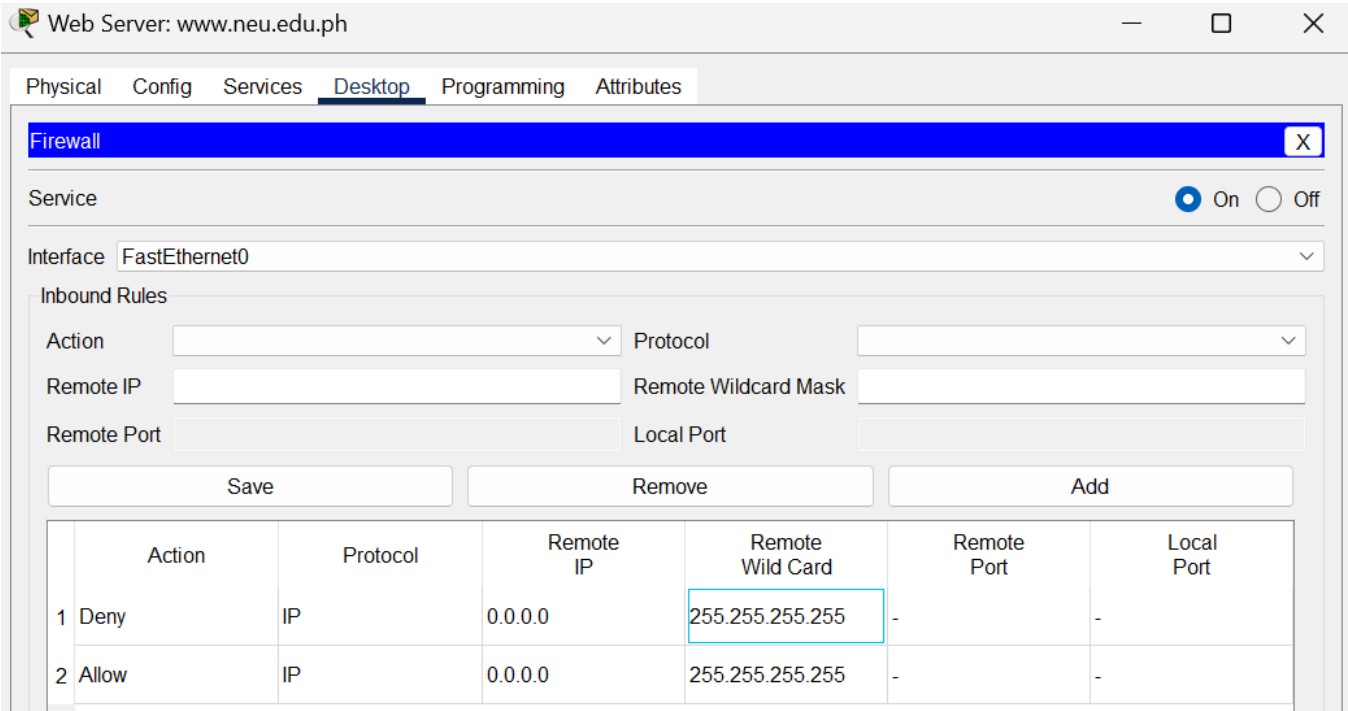 Web Server: www.neu.edu.ph
Physical Config Services Desktop Programming Attributes
Firewall X
Service On Off
Interface FastEthernet0
Inbound Rules
Action Protocol
Remote IP Remote Wildcard Mask
Remote Port Local Port
Save Remove Add
Action Protocol Remote IP Remote Wild Card Remote Port Local Port
1 Deny IP 0.0.0.0 255.255.255.255 - -
2 Allow IP 0.0.0.0 255.255.255.255 - -